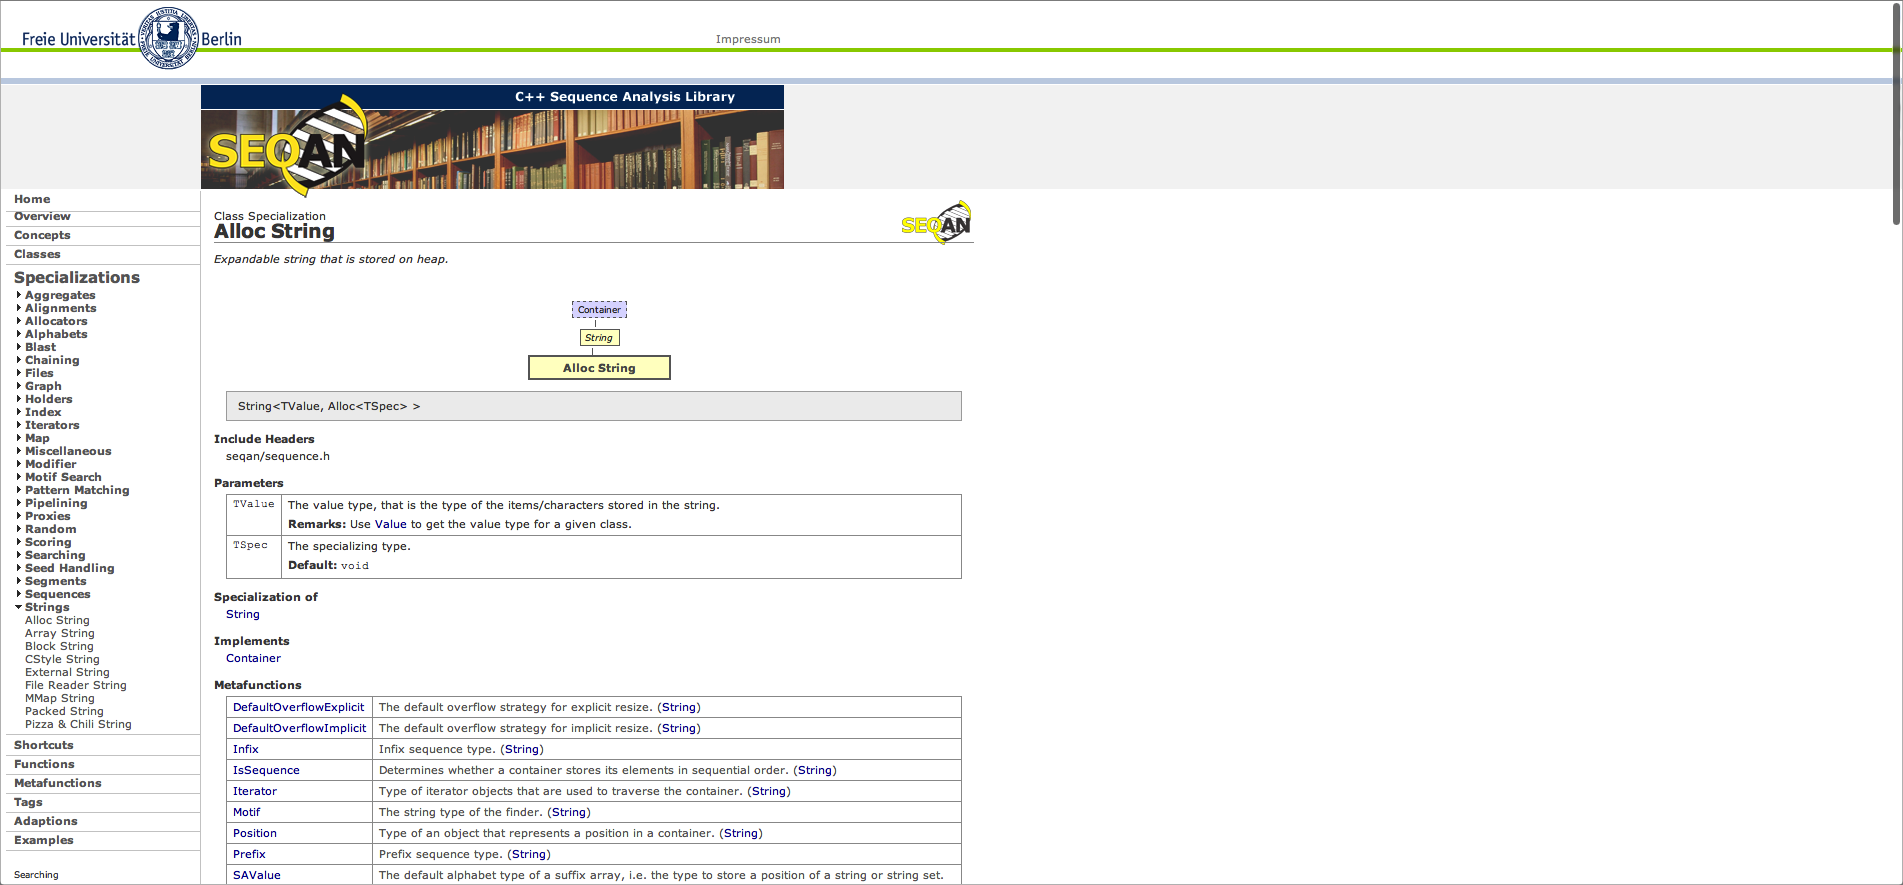 Freie Universität Berlin
Impressum
C++ Sequence Analysis Library
SEQAN
Home
Overview
Concepts
Classes
Specializations
Aggregates
Alignments
Allocators
Alphabets
Blast
Chaining
Files
Graph
Holders
Index
Iterators
Map
Miscellaneous
Modifier
Motif Search
Pattern Matching
Pipelining
Proxies
Random
Scoring
Searching
Seed Handling
Segments
Sequences
Strings
Alloc String
Array String
Block String
CStyle String
External String
File Reader String
MMap String
Packed String
Pizza & Chili String
Shortcuts
Functions
Metafunctions
Tags
Adaptions
Examples
Searching
Class Specialization
Alloc String
SEQAN
Expandable string that is stored on heap.
Container
String
Alloc String
String<TValue, Alloc<TSpec> >
Include Headers
seqan/sequence.h
Parameters
TValue The value type, that is the type of the items/characters stored in the string.
Remarks: Use Value to get the value type for a given class.
TSpec The specializing type.
Default: void
Specialization of
String
Implements
Container
Metafunctions
DefaultOverflowExplicit The default overflow strategy for explicit resize. (String)
DefaultOverflowImplicit The default overflow strategy for implicit resize. (String)
Infix Infix sequence type. (String)
IsSequence Determines whether a container stores its elements in sequential order. (String)
Iterator Type of iterator objects that are used to traverse the container. (String)
Motif The string type of the finder. (String)
Position Type of an object that represents a position in a container. (String)
Prefix Prefix sequence type. (String)
SAValue The default alphabet type of a suffix array, i.e. the type to store a position of a string or string set.